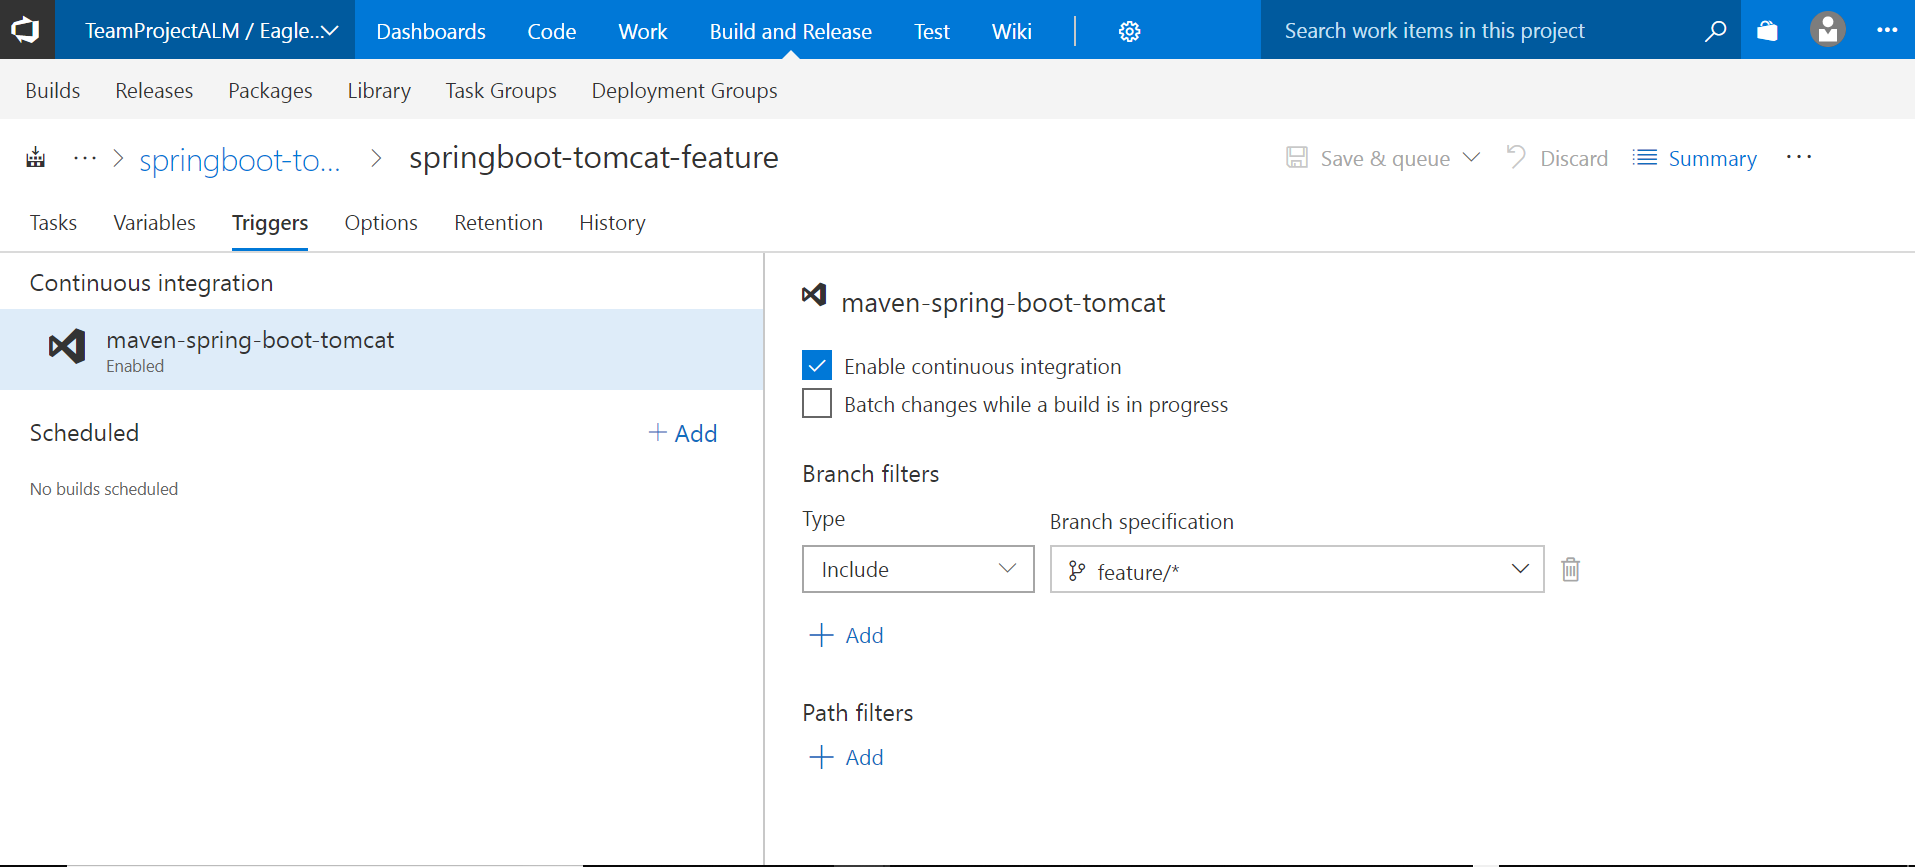 TeamProjectALM / Eagle... Dashboards Code Work Build and Release Test Wiki Search work items in this project
Builds Releases Packages Library Task Groups Deployment Groups
... > springboot-to... > springboot-tomcat-feature Save & queue Discard Summary ...
Tasks Variables Triggers Options Retention History
Continuous integration
maven-spring-boot-tomcat
Enabled
Scheduled + Add
No builds scheduled
maven-spring-boot-tomcat
Enable continuous integration
Batch changes while a build is in progress
Branch filters
Type Branch specification
Include feature/*
+ Add
Path filters
+ Add